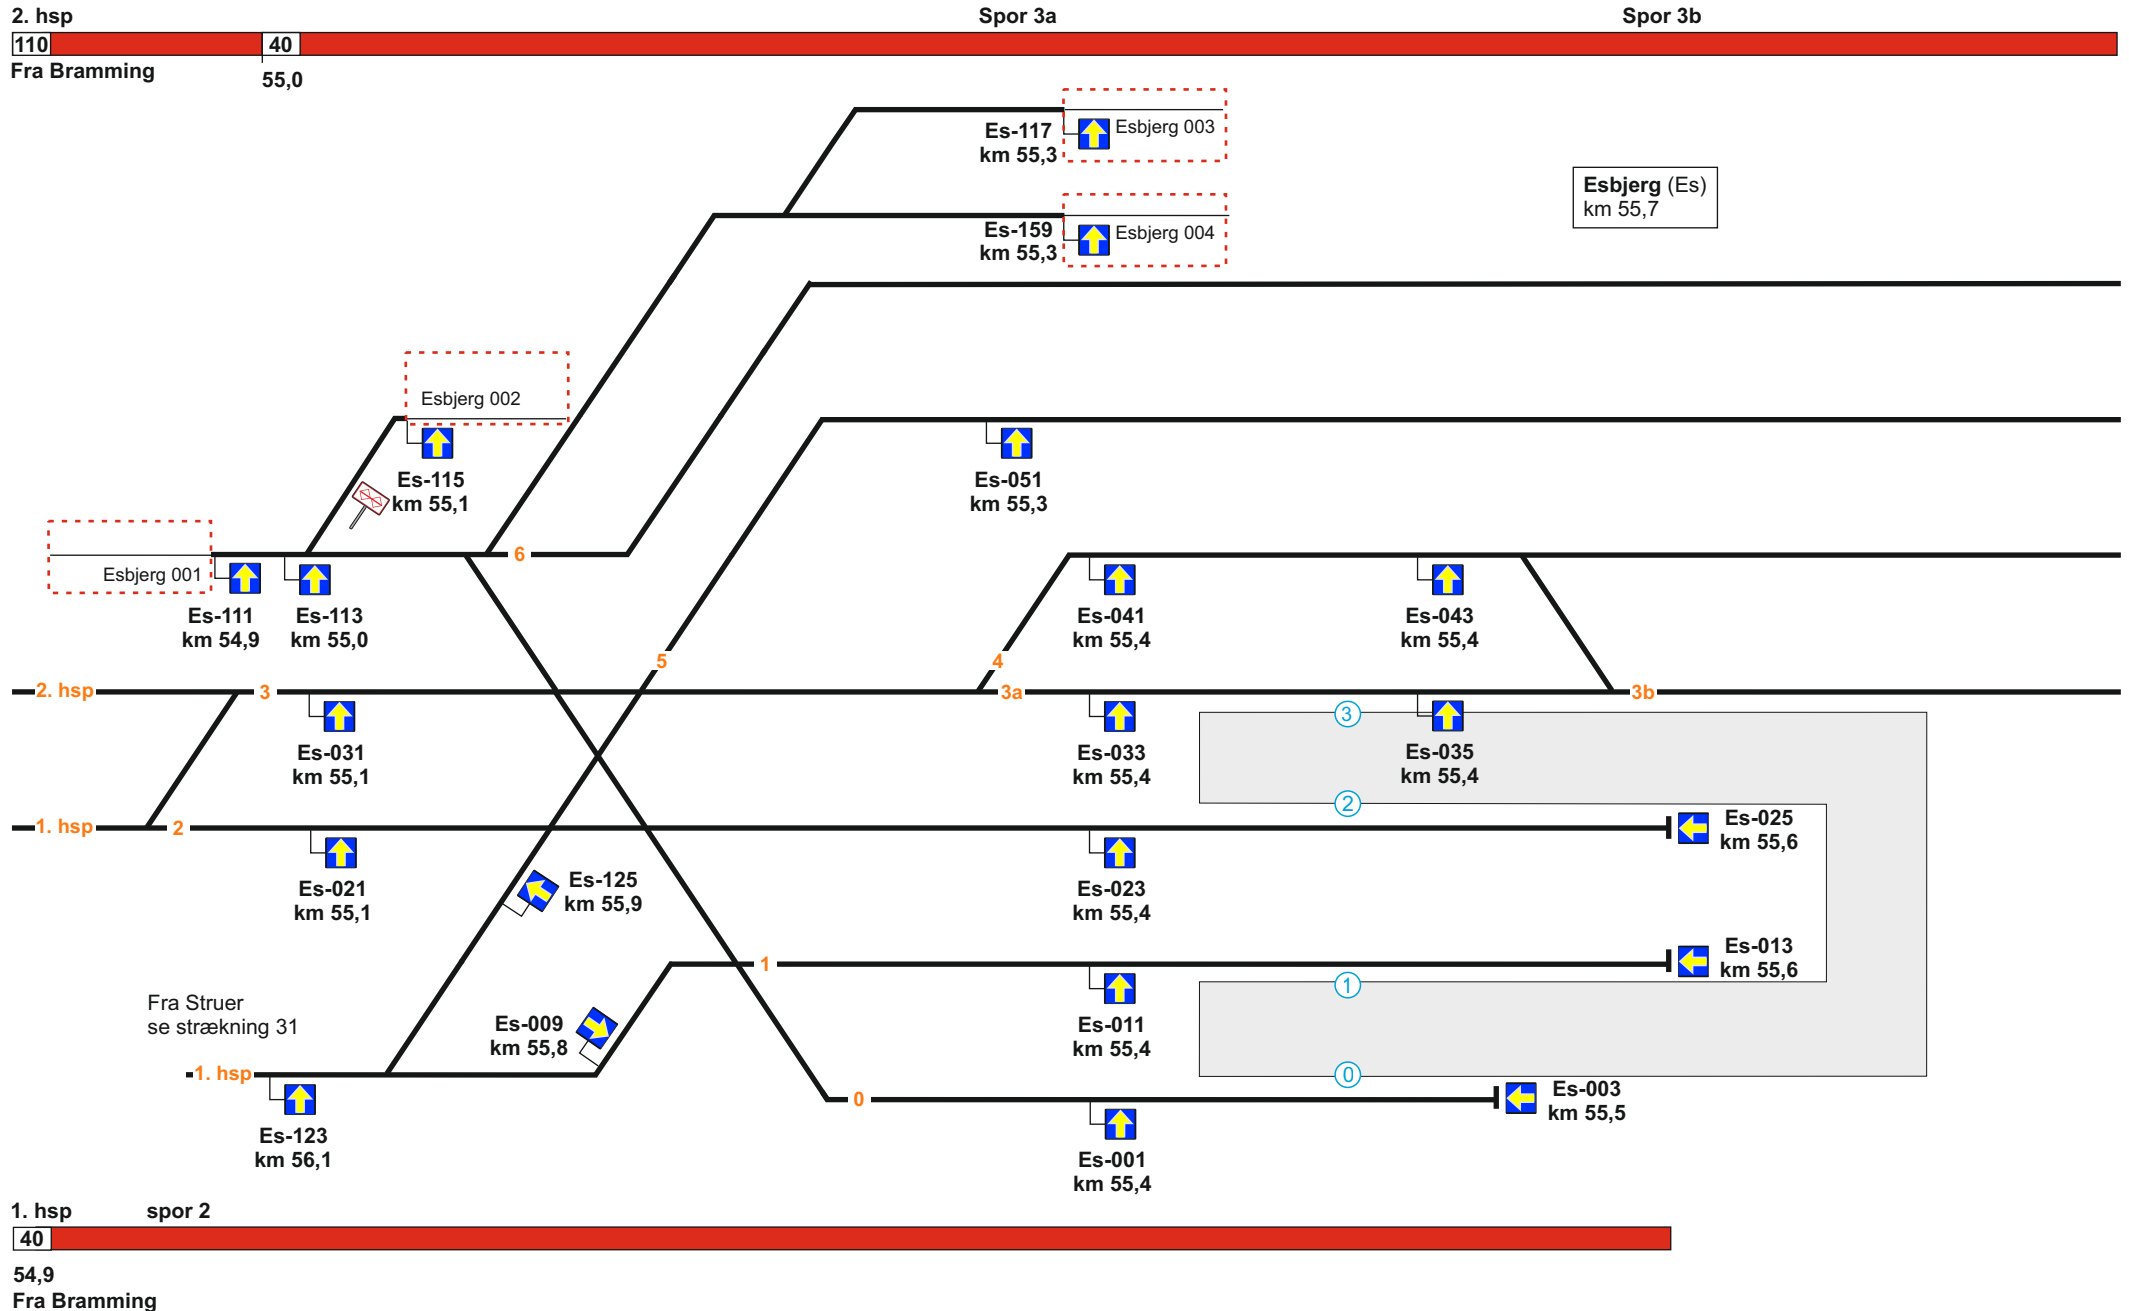 2. hsp
Spor 3a
Spor 3b
110
40
Fra Bramming
55,0
Es-117
km 55,3
Esbjerg 003
Esbjerg (Es)
km 55,7
Es-159
km 55,3
Esbjerg 004
Esbjerg 002
Es-115
km 55,1
Es-051
km 55,3
6
Esbjerg 001
Es-111
km 54,9
Es-113
km 55,0
Es-041
km 55,4
Es-043
km 55,4
5
4
2. hsp
3
3a
3b
3
Es-031
km 55,1
Es-033
km 55,4
Es-035
km 55,4
2
1. hsp
2
Es-025
km 55,6
Es-021
km 55,1
Es-125
km 55,9
Es-023
km 55,4
Es-013
km 55,6
1
1
Fra Struer
se strækning 31
Es-009
km 55,8
Es-011
km 55,4
1. hsp
0
0
Es-003
km 55,5
Es-123
km 56,1
Es-001
km 55,4
1. hsp
spor 2
40
54,9
Fra Bramming